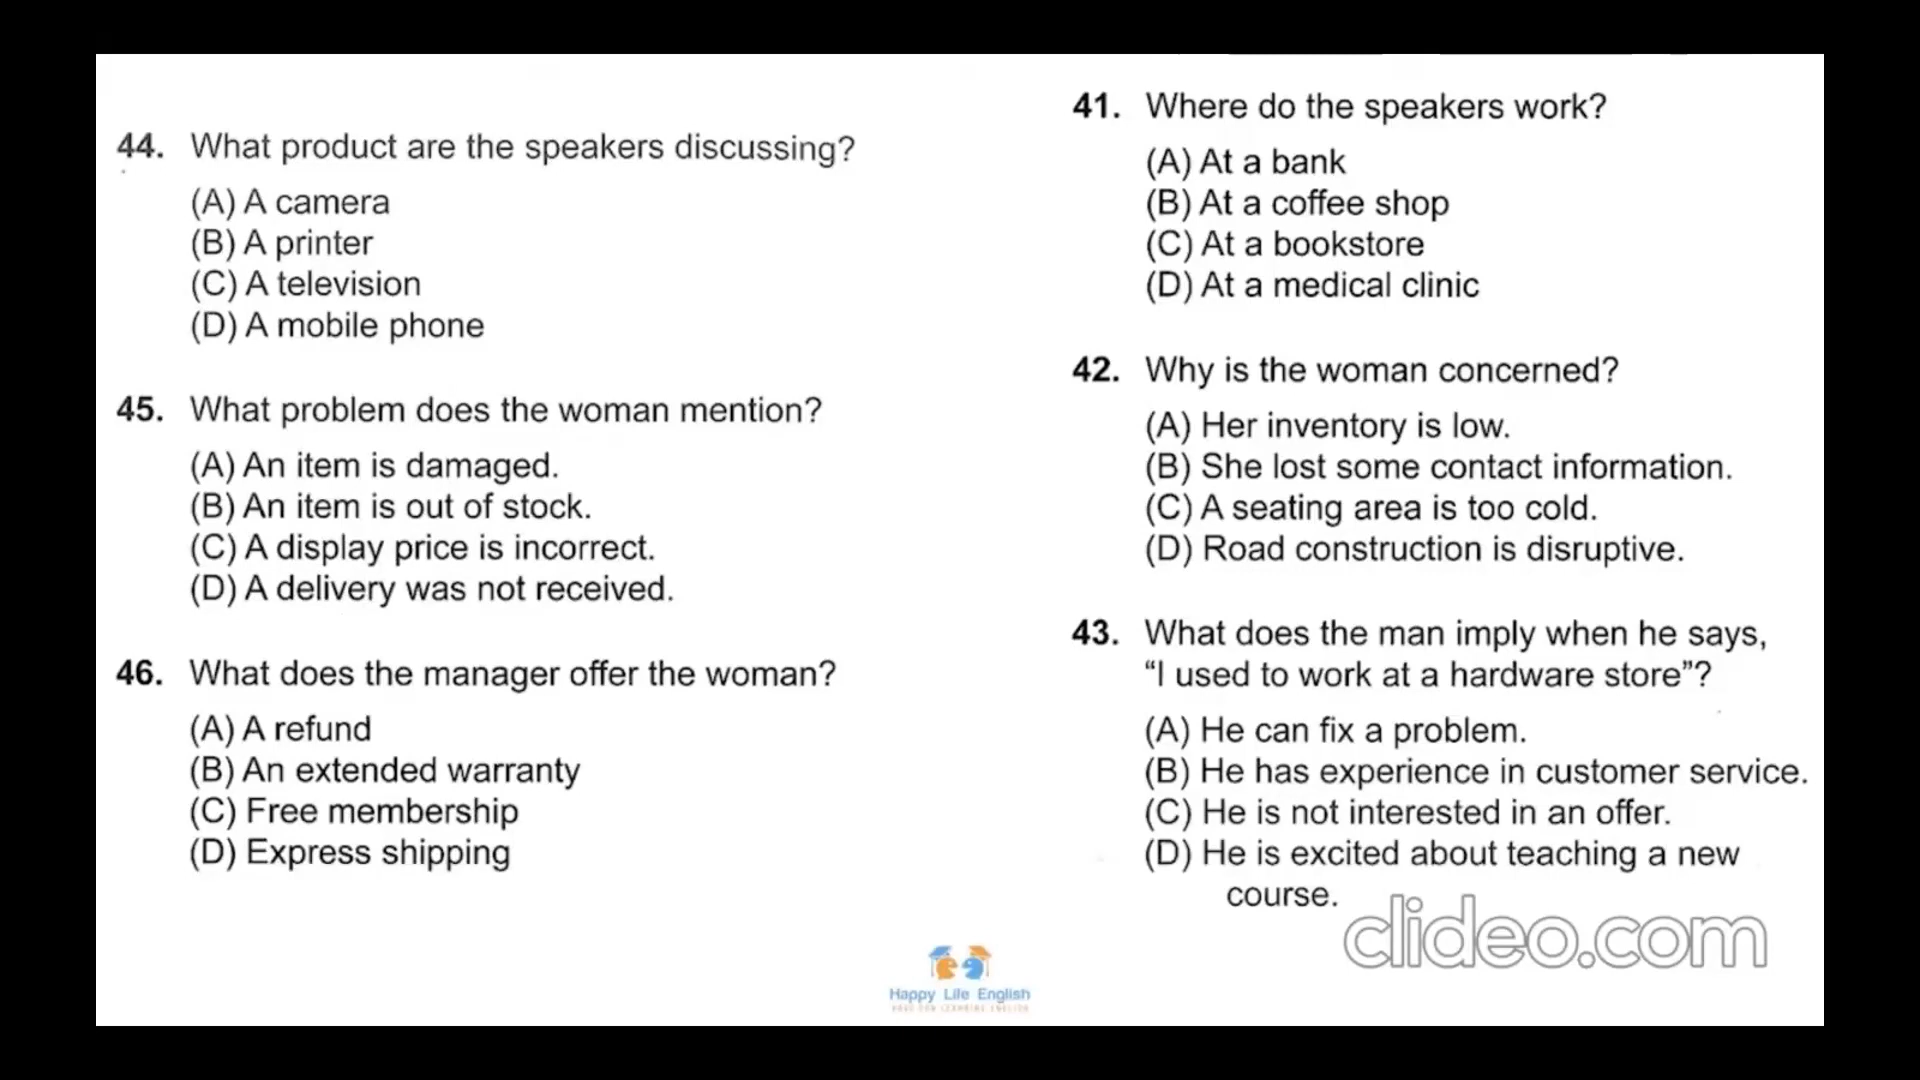 44. What product are the speakers discussing?
(A) A camera
(B) A printer
(C) A television
(D) A mobile phone
45. What problem does the woman mention?
(A) An item is damaged.
(B) An item is out of stock.
(C) A display price is incorrect.
(D) A delivery was not received.
46. What does the manager offer the woman?
(A) A refund
(B) An extended warranty
(C) Free membership
(D) Express shipping
41. Where do the speakers work?
(A) At a bank
(B) At a coffee shop
(C) At a bookstore
(D) At a medical clinic
42. Why is the woman concerned?
(A) Her inventory is low.
(B) She lost some contact information.
(C) A seating area is too cold.
(D) Road construction is disruptive.
43. What does the man imply when he says,
“I used to work at a hardware store”?
(A) He can fix a problem.
(B) He has experience in customer service.
(C) He is not interested in an offer.
(D) He is excited about teaching a new
course.
clideo.com
Happy Life English